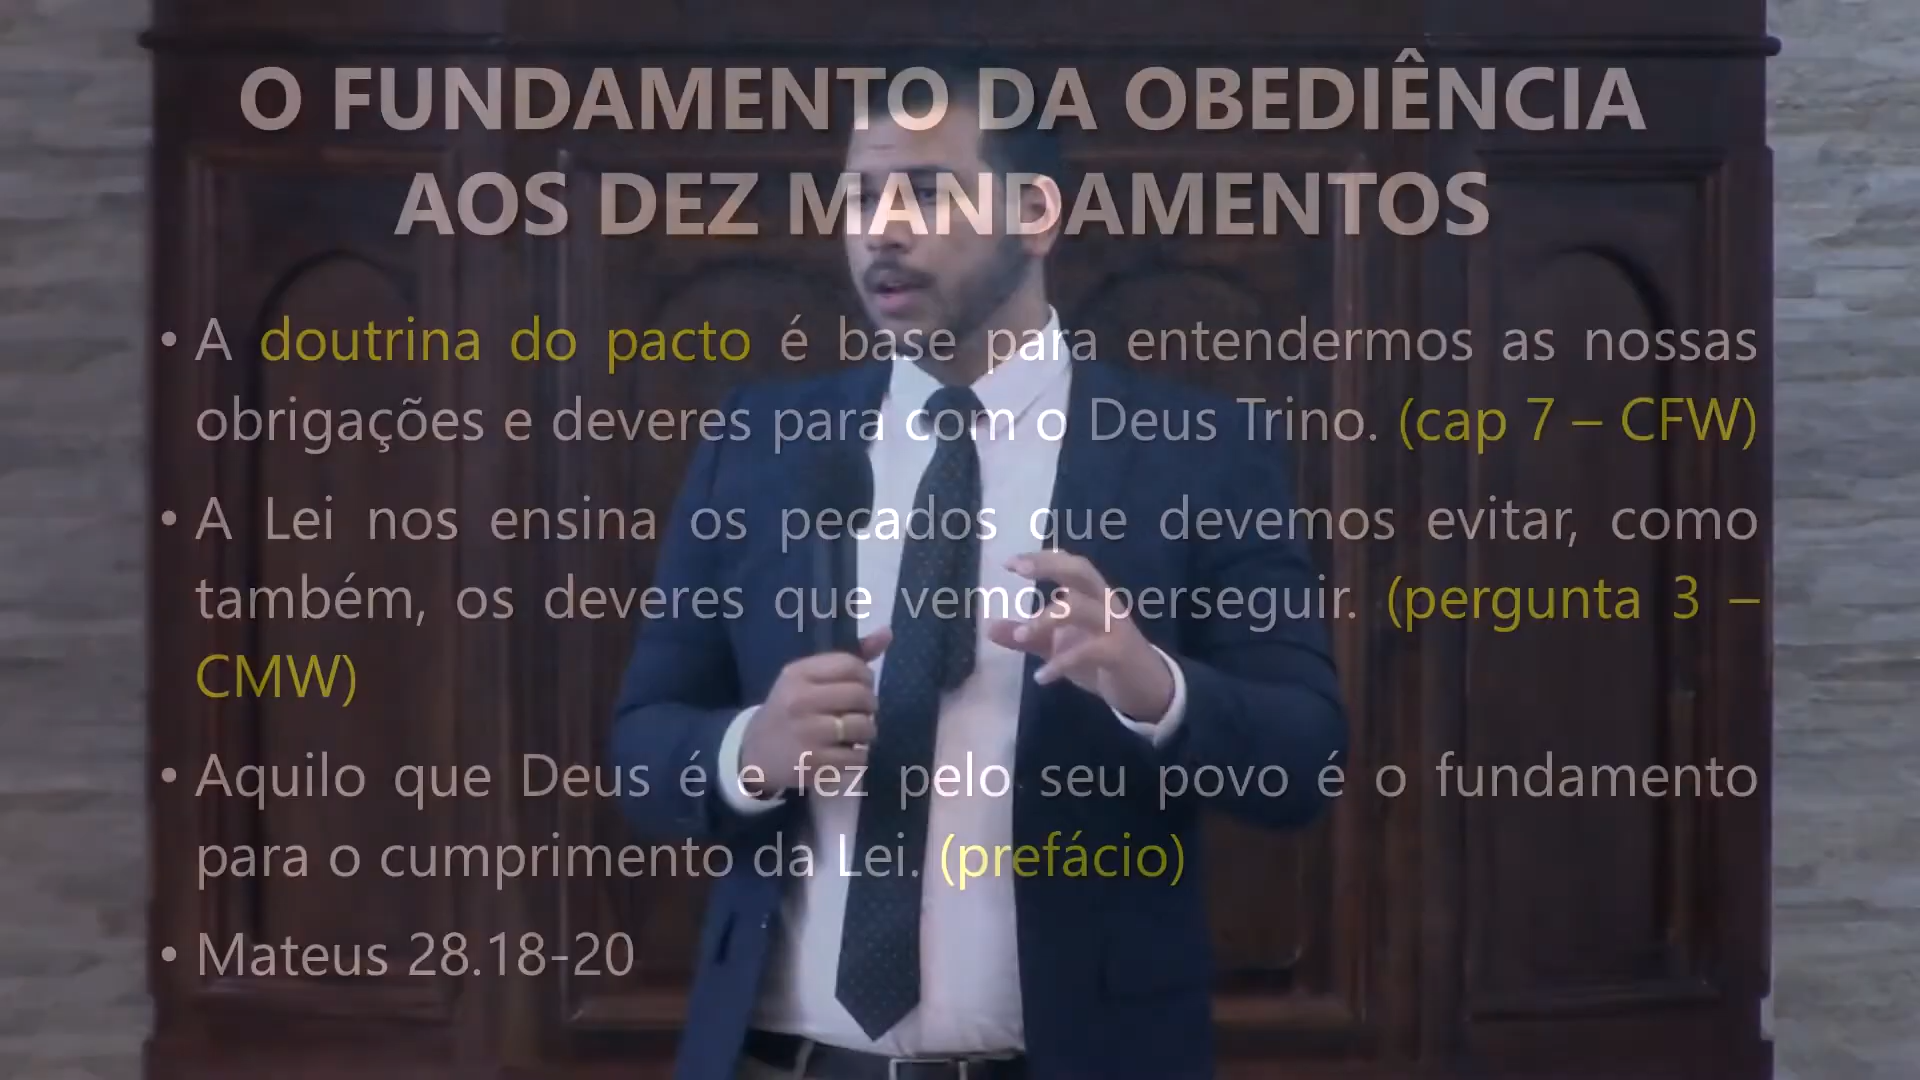 O FUNDAMENTO DA OBEDIÊNCIA
AOS DEZ MANDAMENTOS
• A doutrina do pacto é base para entendermos as nossas
obrigações e deveres para com o Deus Trino. (cap 7 – CFW)
• A Lei nos ensina os pecados que devemos evitar, como
também, os deveres que vemos perseguir. (pergunta 3 –
CMW)
• Aquilo que Deus é e fez pelo seu povo é o fundamento
para o cumprimento da Lei. (prefácio)
• Mateus 28.18-20